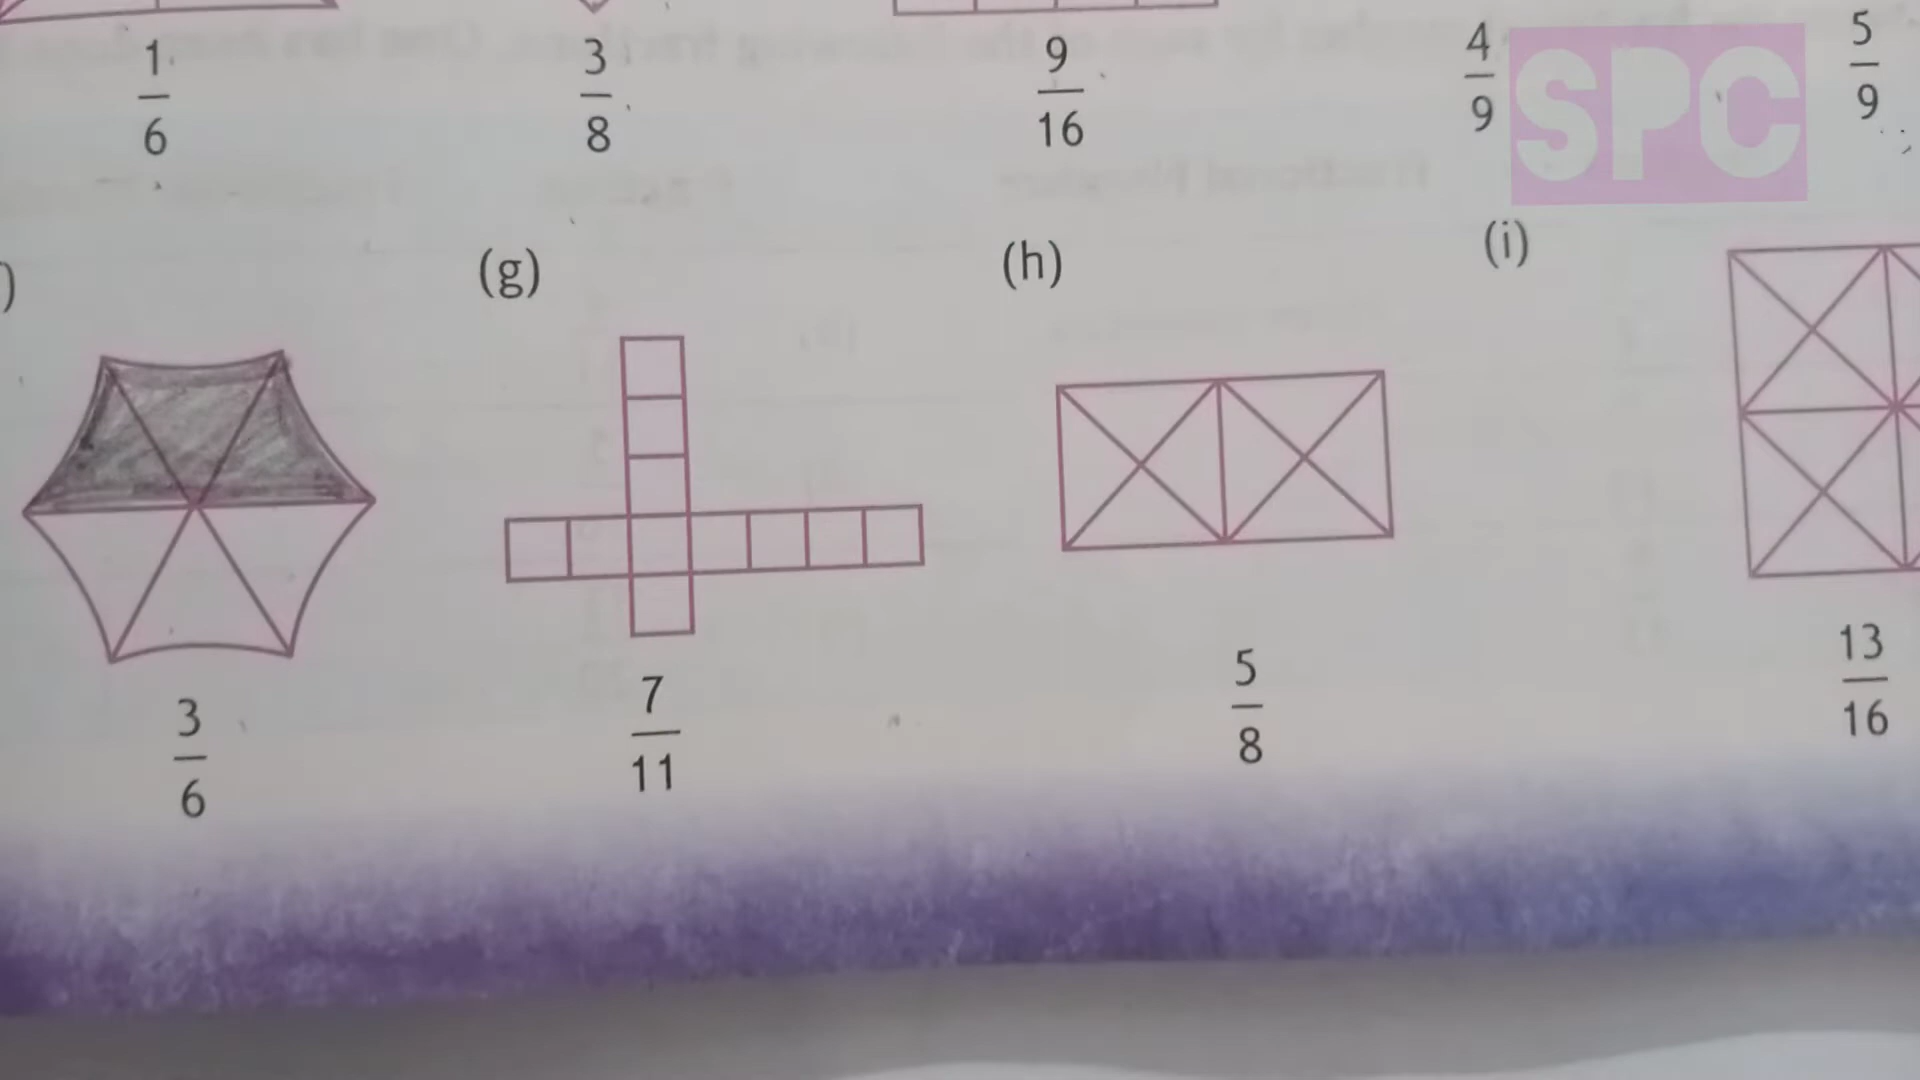 1/6 3/8 9/16 4/9 5/9
SPC
) (g) (h) (i)
3/6 7/11 5/8 13/16